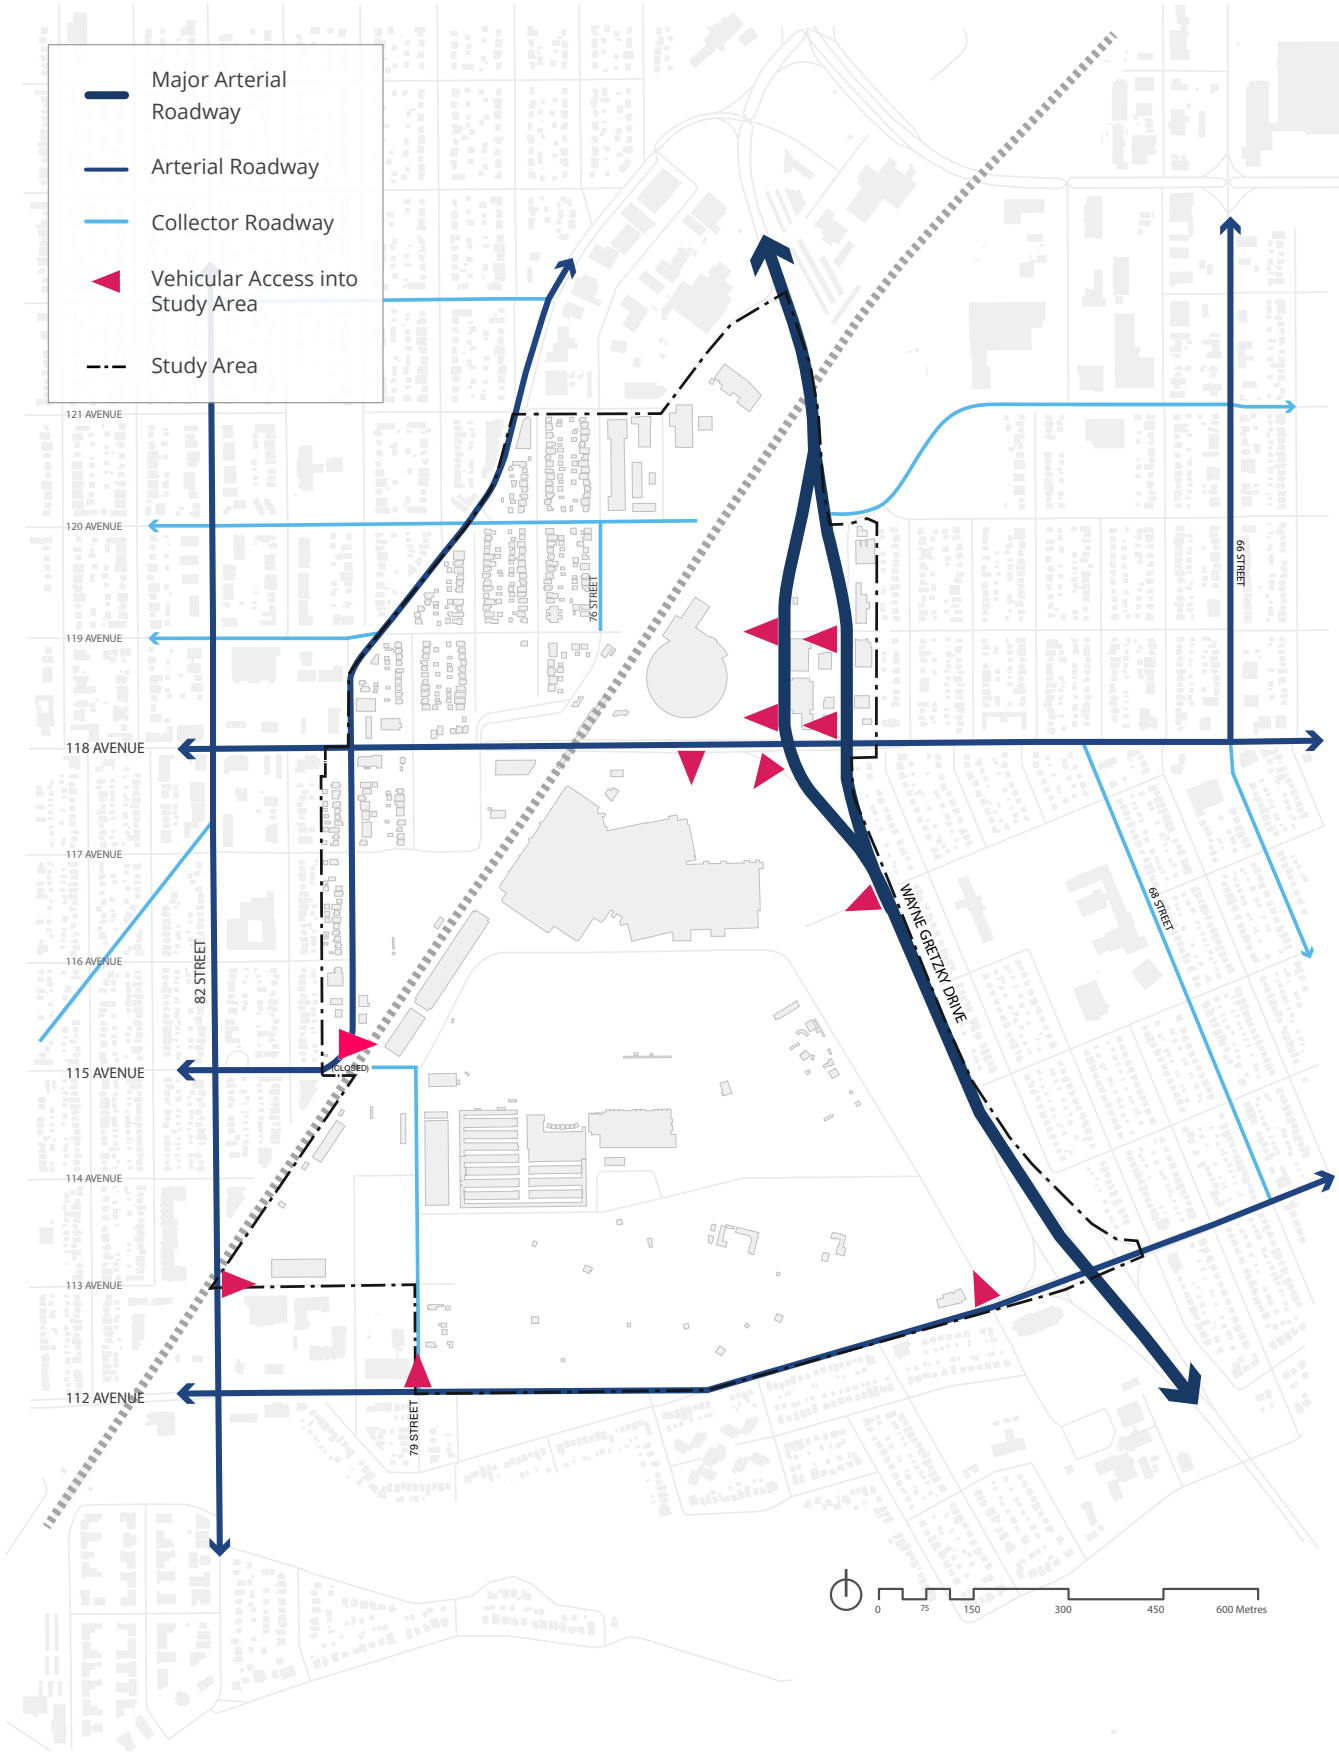 Major Arterial
Roadway
Arterial Roadway
Collector Roadway
Vehicular Access into
Study Area
Study Area
121 AVENUE
120 AVENUE
66 STREET
76 STREET
119 AVENUE
118 AVENUE
117 AVENUE
68 STREET
WAYNE GRETZKY DRIVE
116 AVENUE
82 STREET
115 AVENUE
(CLOSED)
114 AVENUE
113 AVENUE
112 AVENUE
79 STREET
0 75 150 300 450 600 Metres